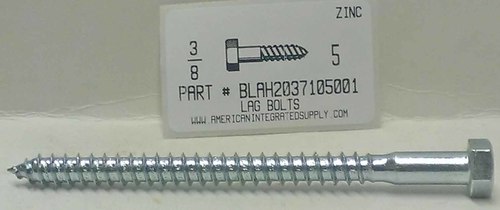 ZINC
3/8 5
PART # BLAH2037105001
LAG BOLTS
WWW.AMERICANINTEGRATEDSUPPLY.COM